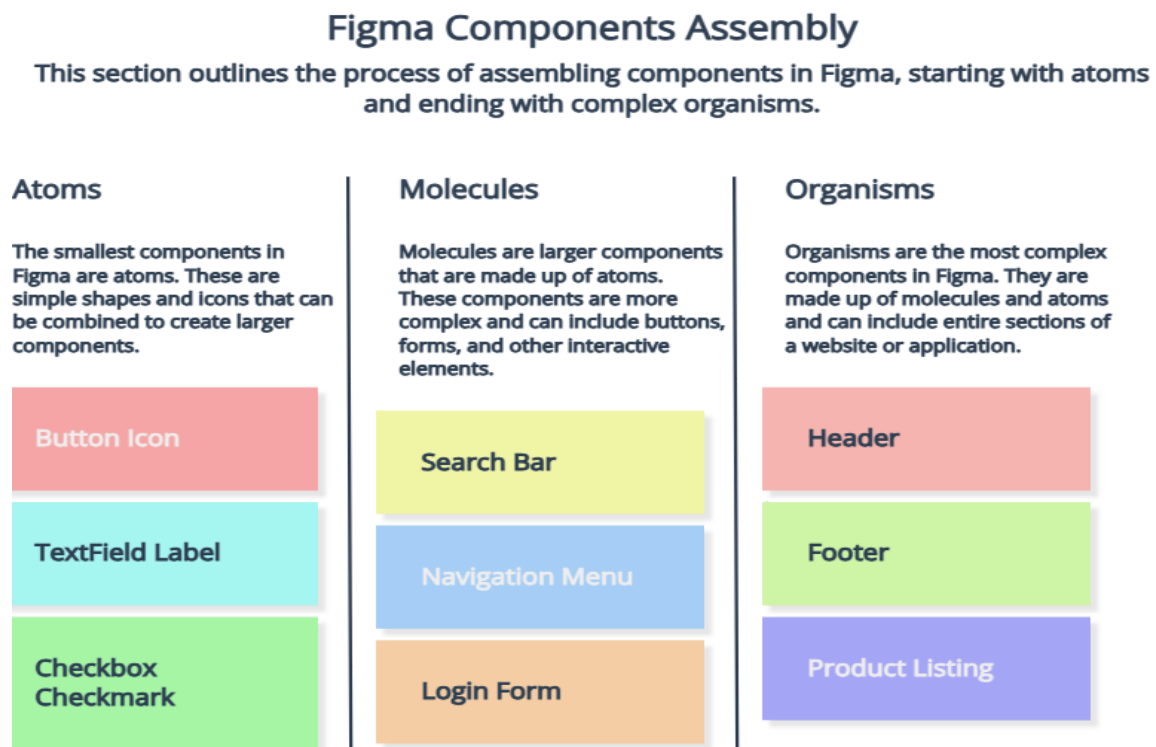 Figma Components Assembly
This section outlines the process of assembling components in Figma, starting with atoms
and ending with complex organisms.
Atoms
The smallest components in
Figma are atoms. These are
simple shapes and icons that can
be combined to create larger
components.
Button Icon
TextField Label
Checkbox
Checkmark
Molecules
Molecules are larger components
that are made up of atoms.
These components are more
complex and can include buttons,
forms, and other interactive
elements.
Search Bar
Navigation Menu
Login Form
Organisms
Organisms are the most complex
components in Figma. They are
made up of molecules and atoms
and can include entire sections of
a website or application.
Header
Footer
Product Listing